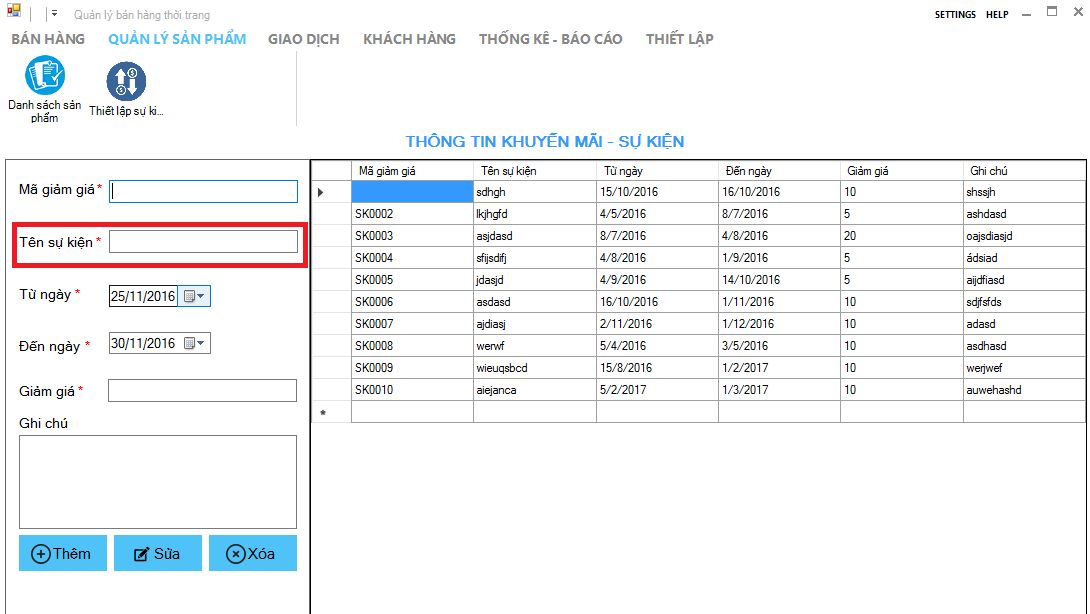 Quản lý bán hàng thời trang
SETTINGS HELP
BÁN HÀNG QUẢN LÝ SẢN PHẨM GIAO DỊCH KHÁCH HÀNG THỐNG KÊ - BÁO CÁO THIẾT LẬP
Danh sách sản
phẩm
Thiết lập sự ki...
THÔNG TIN KHUYẾN MÃI - SỰ KIỆN
Mã giảm giá *
Tên sự kiện *
Từ ngày * 25/11/2016
Đến ngày * 30/11/2016
Giảm giá *
Ghi chú
Thêm Sửa Xóa
Mã giảm giá Tên sự kiện Từ ngày Đến ngày Giảm giá Ghi chú
sdhgh 15/10/2016 16/10/2016 10 shssjh
SK0002 lkjhgfd 4/5/2016 8/7/2016 5 ashdasd
SK0003 asjdasd 8/7/2016 4/8/2016 20 oajsdiasjd
SK0004 sfijsdifj 4/8/2016 1/9/2016 5 ádsiad
SK0005 jdasjd 4/9/2016 14/10/2016 5 aijdfiasd
SK0006 asdasd 16/10/2016 1/11/2016 10 sdjfsfds
SK0007 ajdiasj 2/11/2016 1/12/2016 10 adasd
SK0008 werwf 5/4/2016 3/5/2016 10 asdhasd
SK0009 wieuqsbcd 15/8/2016 1/2/2017 10 werjwef
SK0010 aiejanca 5/2/2017 1/3/2017 10 auwehashd
*